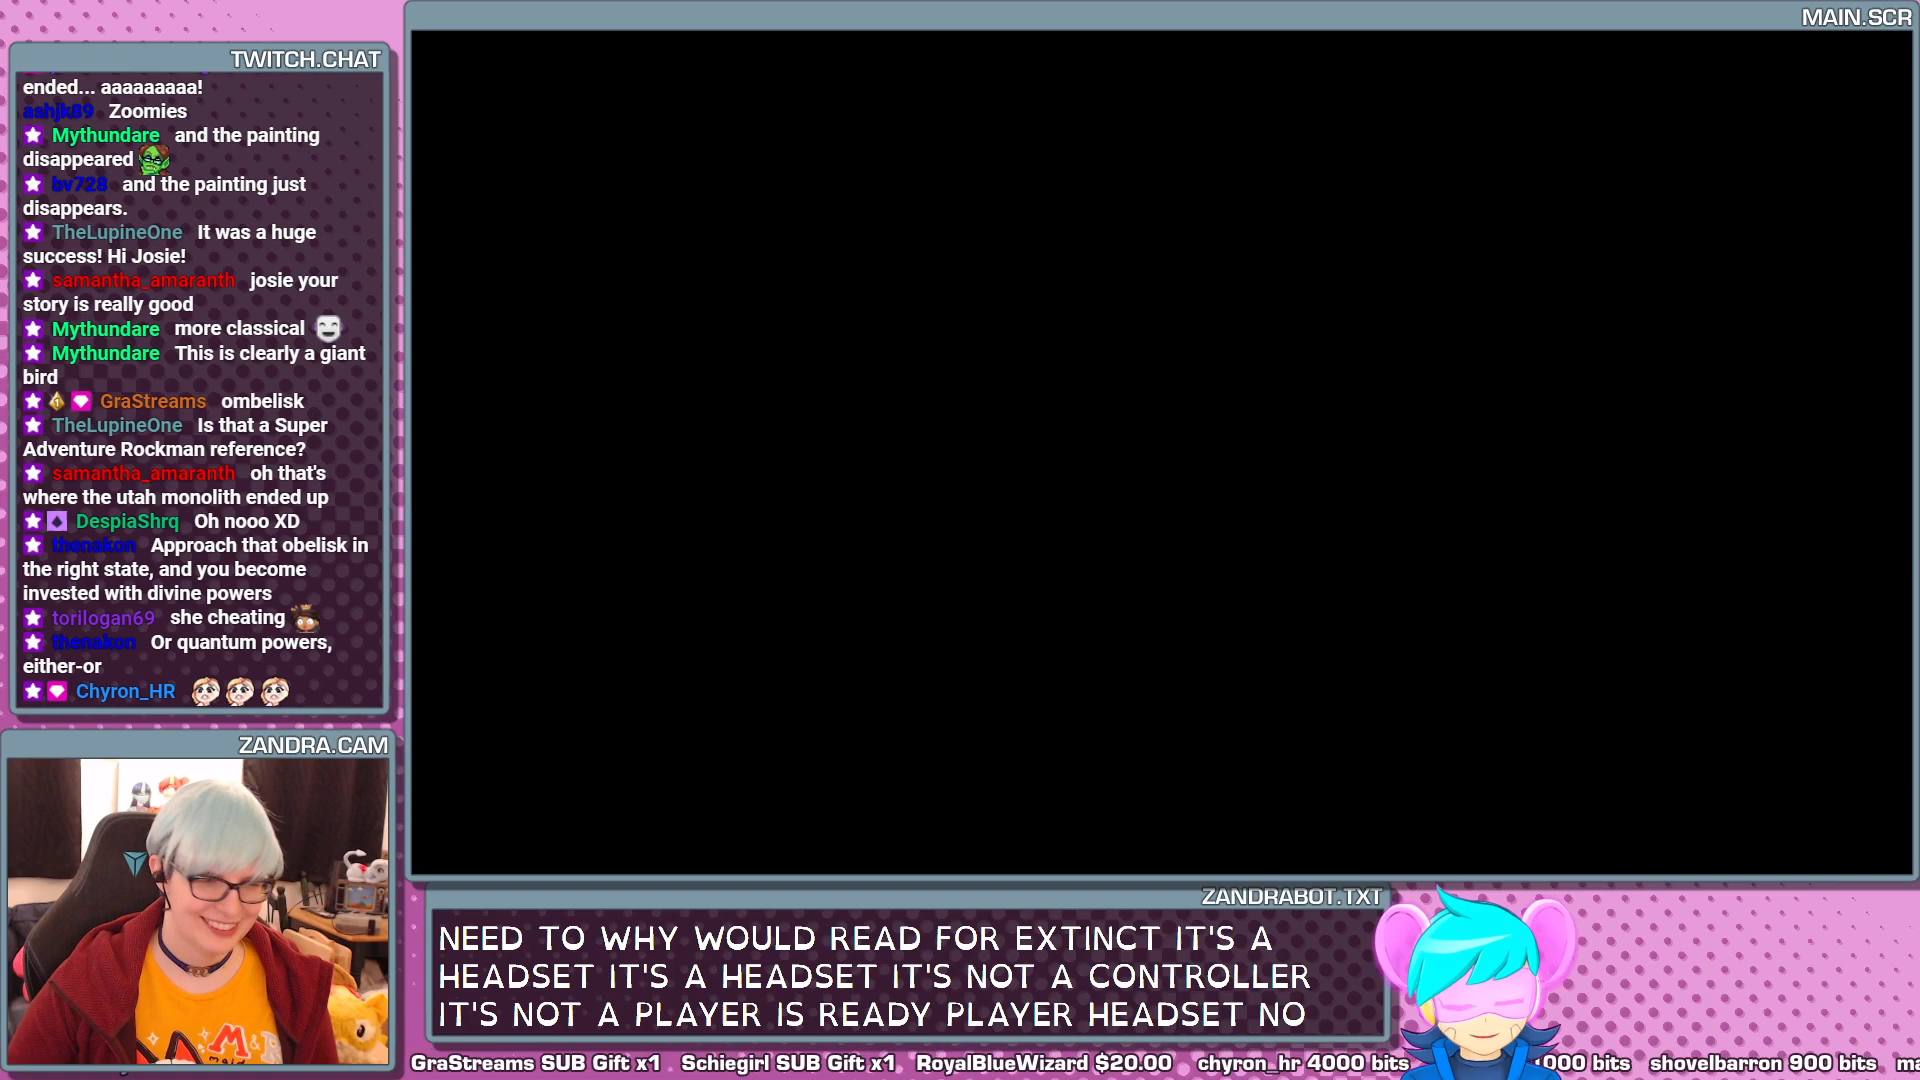 MAIN.SCR
TWITCH.CHAT
ended... aaaaaaaaa!
aahjk89 Zoomies
Mythundare and the painting
disappeared
bv728 and the painting just
disappears.
TheLupineOne It was a huge
success! Hi Josie!
samantha_amaranth josie your
story is really good
Mythundare more classical
Mythundare This is clearly a giant
bird
GraStreams ombelisk
TheLupineOne Is that a Super
Adventure Rockman reference?
samantha_amaranth oh that's
where the utah monolith ended up
DespiaShrq Oh nooo XD
thenakon Approach that obelisk in
the right state, and you become
invested with divine powers
torilogan69 she cheating
thenakon Or quantum powers,
either-or
Chyron_HR
ZANDRA.CAM
ZANDRABOT.TXT
NEED TO WHY WOULD READ FOR EXTINCT IT'S A
HEADSET IT'S A HEADSET IT'S NOT A CONTROLLER
IT'S NOT A PLAYER IS READY PLAYER HEADSET NO
GraStreams SUB Gift x1 Schiegirl SUB Gift x1 RoyalBlueWizard $20.00 chyron_hr 4000 bits 000 bits shovelbarron 900 bits